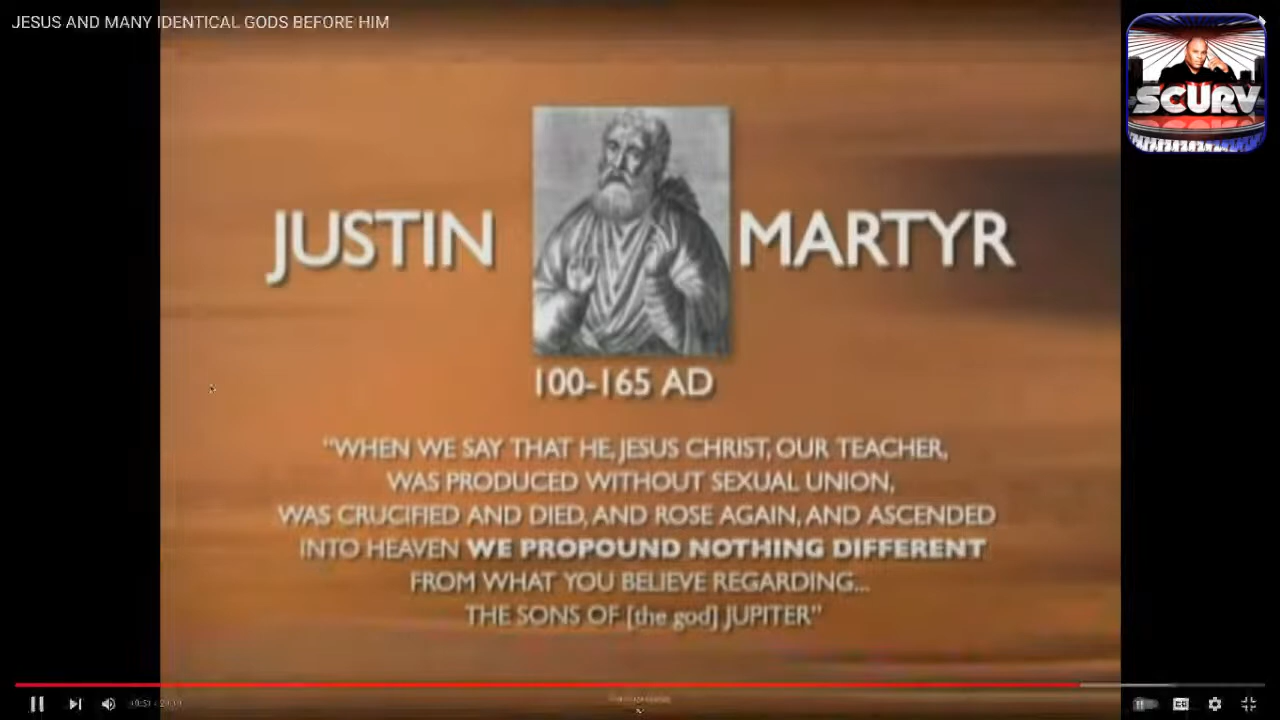 JESUS AND MANY IDENTICAL GODS BEFORE HIM
SCURV
JUSTIN MARTYR
100-165 AD
"WHEN WE SAY THAT HE, JESUS CHRIST, OUR TEACHER,
WAS PRODUCED WITHOUT SEXUAL UNION,
WAS CRUCIFIED AND DIED, AND ROSE AGAIN, AND ASCENDED
INTO HEAVEN WE PROPOUND NOTHING DIFFERENT
FROM WHAT YOU BELIEVE REGARDING...
THE SONS OF [the god] JUPITER"